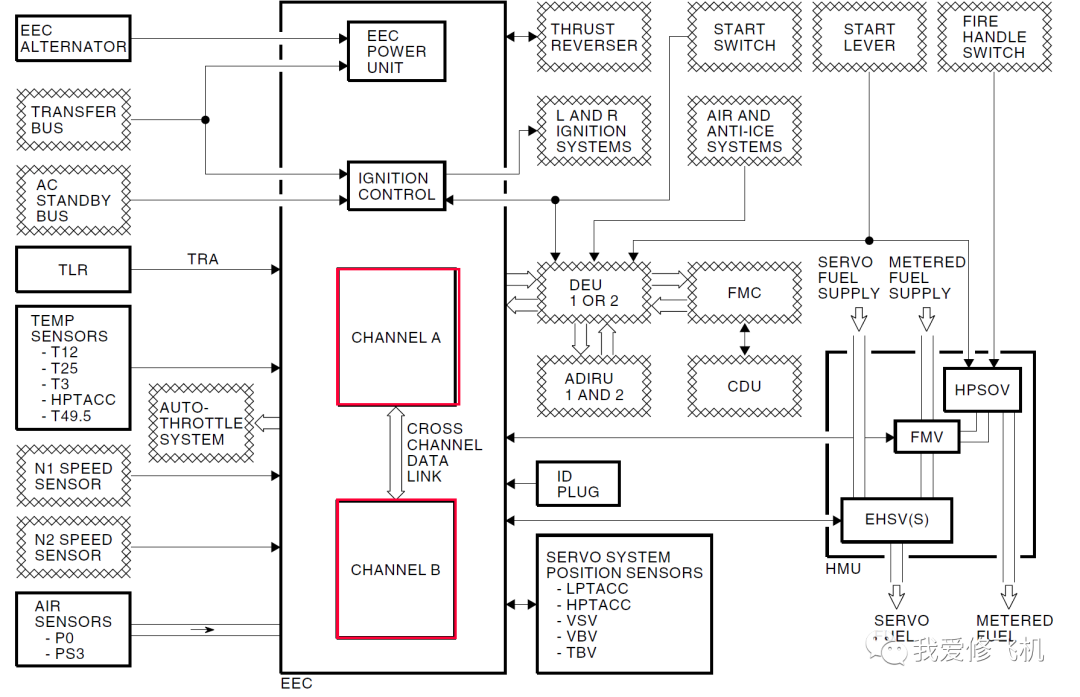 EEC
ALTERNATOR
TRANSFER
BUS
AC
STANDBY
BUS
TLR
TRA
TEMP
SENSORS
- T12
- T25
- T3
- HPTACC
- T49.5
AUTO-
THROTTLE
SYSTEM
N1 SPEED
SENSOR
N2 SPEED
SENSOR
AIR
SENSORS
- P0
- PS3
EEC
POWER
UNIT
IGNITION
CONTROL
CHANNEL A
CROSS
CHANNEL
DATA
LINK
CHANNEL B
EEC
THRUST
REVERSER
START
SWITCH
START
LEVER
FIRE
HANDLE
SWITCH
L AND R
IGNITION
SYSTEMS
AIR AND
ANTI-ICE
SYSTEMS
DEU
1 OR 2
FMC
ADIRU
1 AND 2
CDU
ID
PLUG
SERVO SYSTEM
POSITION SENSORS
- LPTACC
- HPTACC
- VSV
- VBV
- TBV
SERVO
FUEL
SUPPLY
METERED
FUEL
SUPPLY
HPSOV
FMV
EHSV(S)
HMU
SERVO
FUEL
METERED
FUEL
我爱修飞机